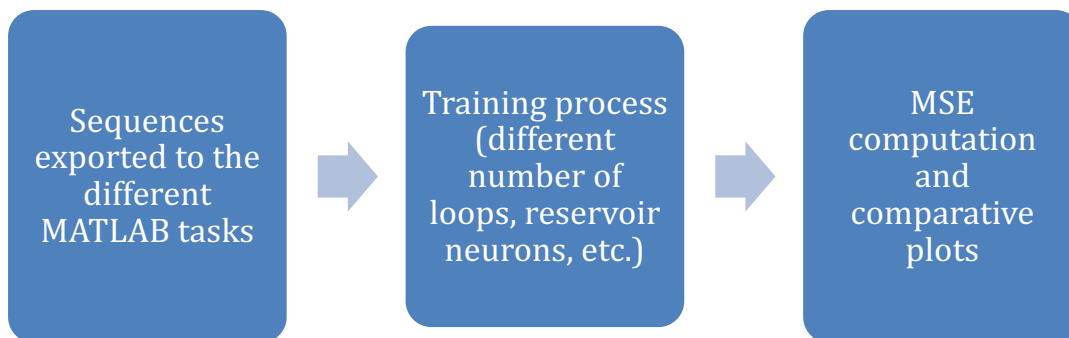 Sequences
exported to the
different
MATLAB tasks
Training process
(different
number of
loops, reservoir
neurons, etc.)
MSE
computation
and
comparative
plots